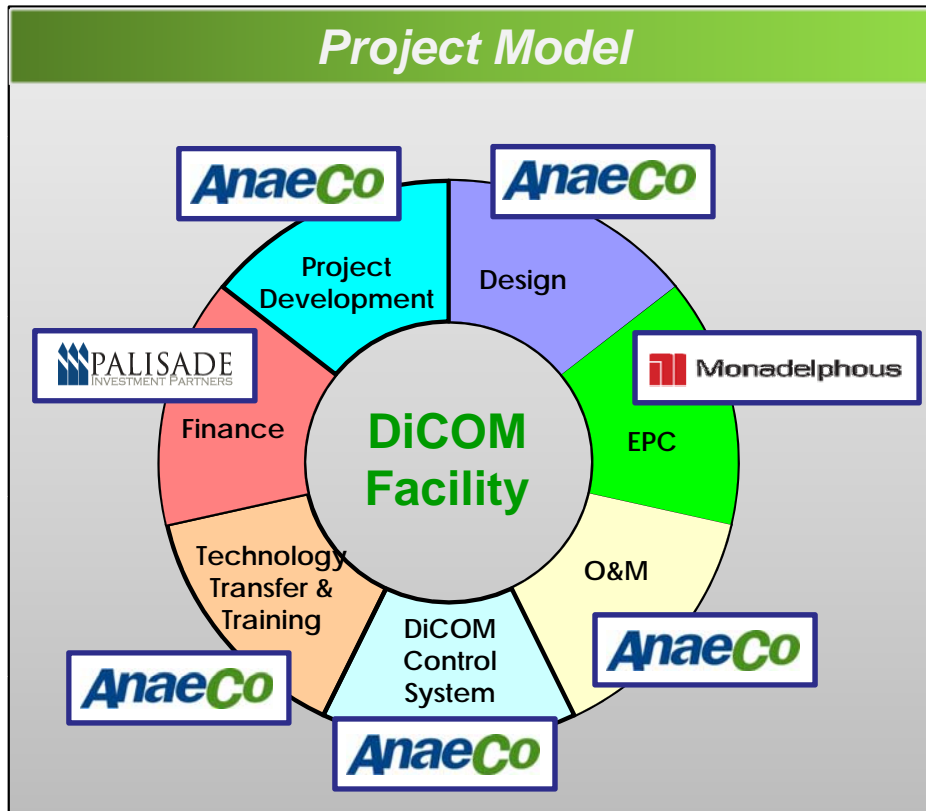 Project Model
AnaeCo
AnaeCo
Project
Development
Design
PALISADE
INVESTMENT PARTNERS
Monadelphous
Finance
DiCOM
Facility
EPC
Technology
Transfer &
Training
O&M
DiCOM
Control
System
AnaeCo
AnaeCo
AnaeCo